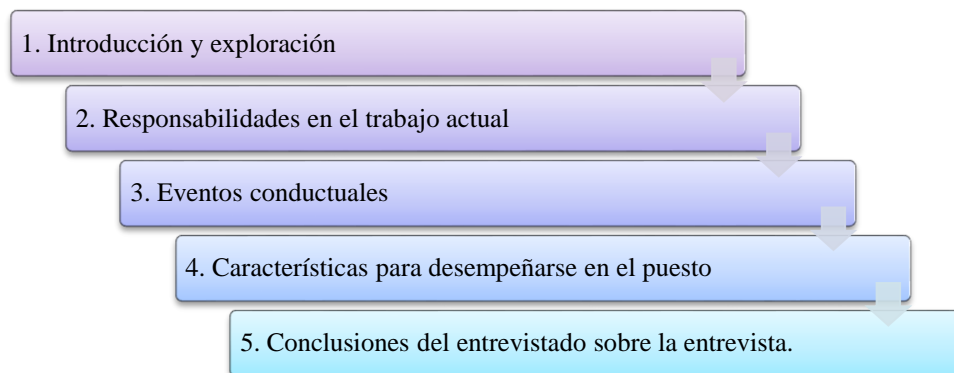 1. Introducción y exploración
2. Responsabilidades en el trabajo actual
3. Eventos conductuales
4. Características para desempeñarse en el puesto
5. Conclusiones del entrevistado sobre la entrevista.